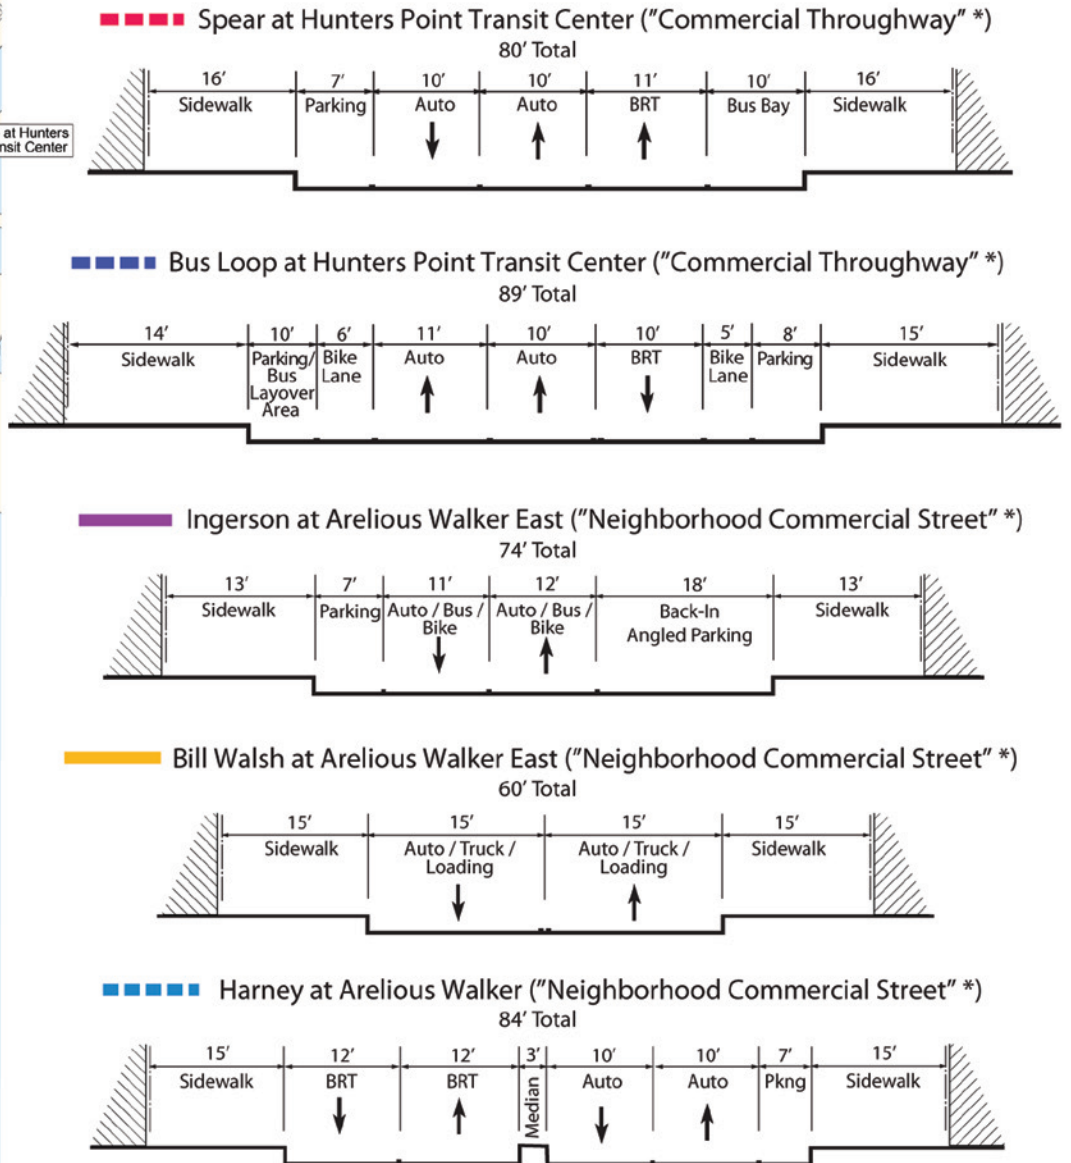 Spear at Hunters Point Transit Center ("Commercial Throughway" *)
80' Total
16' 7' 10' 10' 11' 10' 16'
Sidewalk Parking Auto Auto BRT Bus Bay Sidewalk
at Hunters
nsit Center
Bus Loop at Hunters Point Transit Center ("Commercial Throughway" *)
89' Total
14' 10' 6' 11' 10' 10' 5' 8' 15'
Sidewalk Parking/ Bike Auto Auto BRT Bike Parking Sidewalk
Bus Lane Lane
Layover
Area
Ingerson at Arelious Walker East ("Neighborhood Commercial Street" *)
74' Total
13' 7' 11' 12' 18' 13'
Sidewalk Parking Auto / Bus / Auto / Bus / Back-In Sidewalk
Bike Bike Angled Parking
Bill Walsh at Arelious Walker East ("Neighborhood Commercial Street" *)
60' Total
15' 15' 15' 15'
Sidewalk Auto / Truck / Auto / Truck / Sidewalk
Loading Loading
Harney at Arelious Walker ("Neighborhood Commercial Street" *)
84' Total
15' 12' 12' 3' 10' 10' 7' 15'
Sidewalk BRT BRT Median Auto Auto Pkng Sidewalk